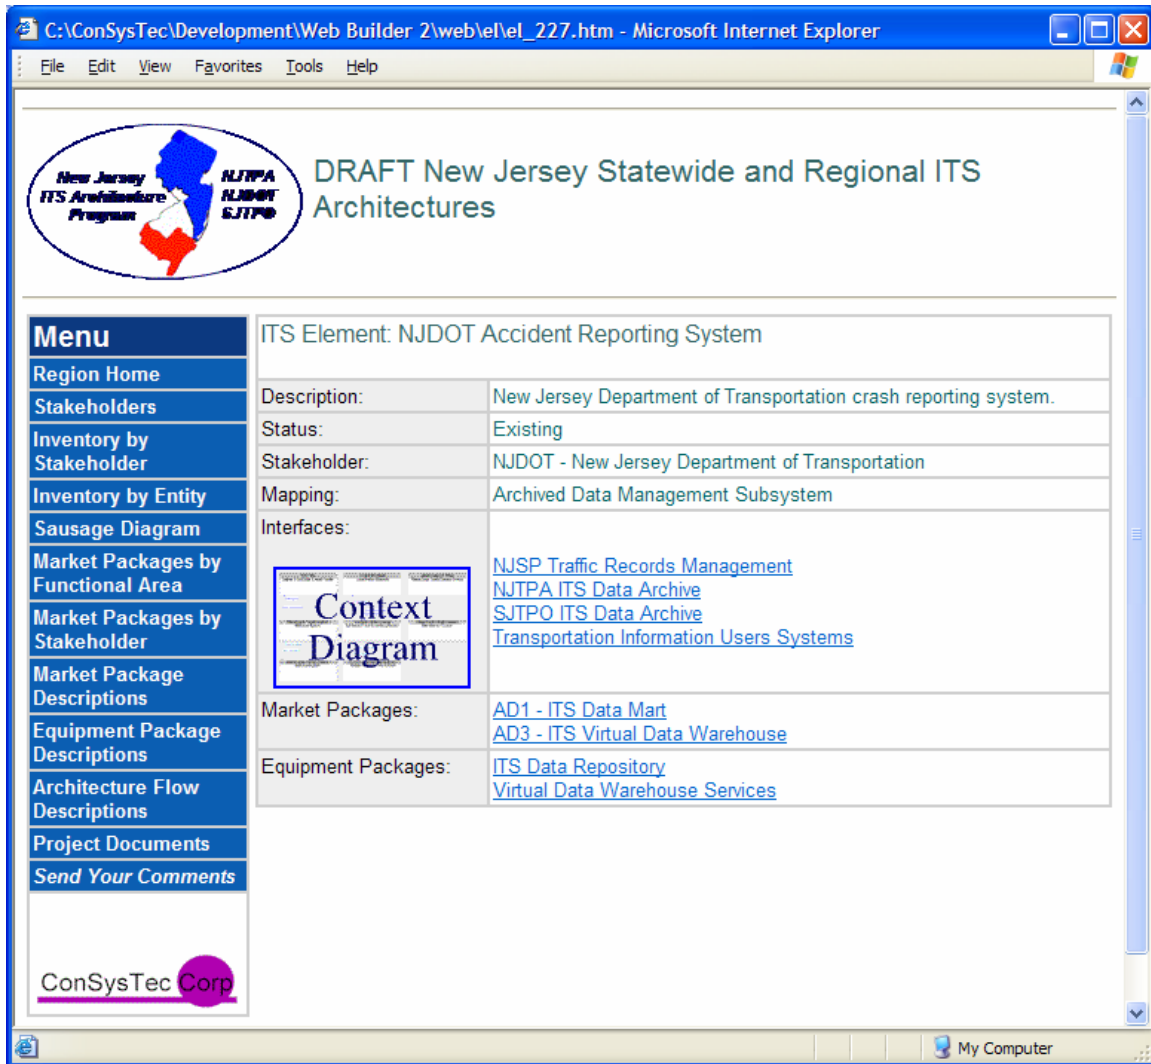 C:\ConSysTec\Development\Web Builder 2\web\el\el_227.htm - Microsoft Internet Explorer
File Edit View Favorites Tools Help
New Jersey
ITS Architecture
Program
NJTPA
NJDOT
SJTPO
DRAFT New Jersey Statewide and Regional ITS
Architectures
Menu
Region Home
Stakeholders
Inventory by
Stakeholder
Inventory by Entity
Sausage Diagram
Market Packages by
Functional Area
Market Packages by
Stakeholder
Market Package
Descriptions
Equipment Package
Descriptions
Architecture Flow
Descriptions
Project Documents
Send Your Comments
ConSysTec Corp
ITS Element: NJDOT Accident Reporting System
Description: New Jersey Department of Transportation crash reporting system.
Status: Existing
Stakeholder: NJDOT - New Jersey Department of Transportation
Mapping: Archived Data Management Subsystem
Interfaces:
Context
Diagram
NJSP Traffic Records Management
NJTPA ITS Data Archive
SJTPO ITS Data Archive
Transportation Information Users Systems
Market Packages: AD1 - ITS Data Mart
AD3 - ITS Virtual Data Warehouse
Equipment Packages: ITS Data Repository
Virtual Data Warehouse Services
My Computer